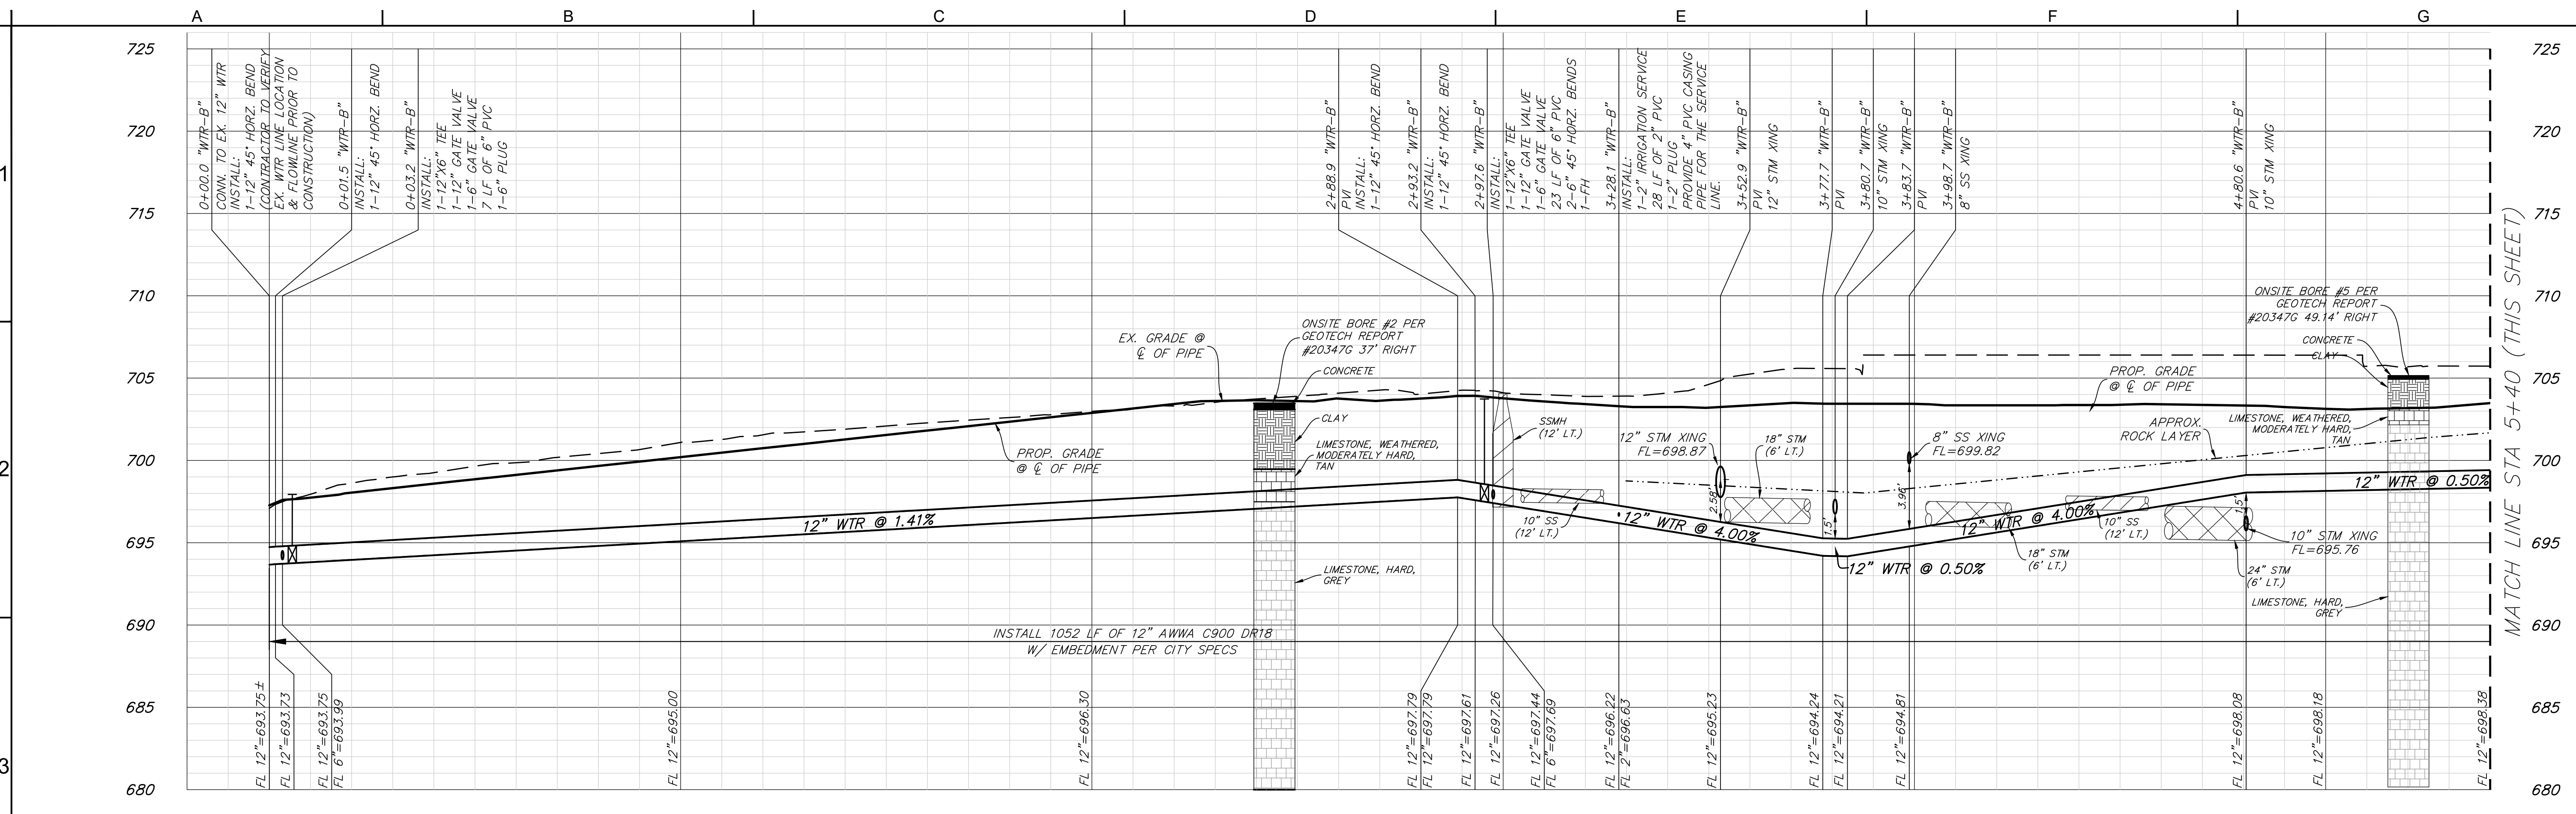 A
B
C
D
E
F
G
1
2
3
725
720
715
710
705
700
695
690
685
680
725
720
715
710
705
700
695
690
685
680
0+00.0 "WTR-B"
CONN. TO EX. 12" WTR
INSTALL:
1-12" 45° HORZ. BEND
(CONTRACTOR TO VERIFY
EX. WTR LINE LOCATION
& FLOWLINE PRIOR TO
CONSTRUCTION)
0+01.5 "WTR-B"
INSTALL:
1-12" 45° HORZ. BEND
0+03.2 "WTR-B"
INSTALL:
1-12"X6" TEE
1-12" GATE VALVE
1-6" GATE VALVE
7 LF OF 6" PVC
1-6" PLUG
2+88.9 "WTR-B"
PVI
INSTALL:
1-12" 45° HORZ. BEND
2+93.2 "WTR-B"
INSTALL:
1-12" 45° HORZ. BEND
2+97.6 "WTR-B"
INSTALL:
1-12"X6" TEE
1-12" GATE VALVE
1-6" GATE VALVE
23 LF OF 6" PVC
2-6" 45° HORZ. BENDS
1-FH
3+28.1 "WTR-B"
INSTALL:
1-2" IRRIGATION SERVICE
28 LF OF 2" PVC
1-2" PLUG
PROVIDE 4" PVC CASING
PIPE FOR THE SERVICE
LINE.
3+52.9 "WTR-B"
PVI
12" STM XING
3+77.7 "WTR-B"
PVI
3+80.7 "WTR-B"
10" STM XING
3+83.7 "WTR-B"
PVI
3+98.7 "WTR-B"
8" SS XING
4+80.6 "WTR-B"
PVI
10" STM XING
EX. GRADE @
℄ OF PIPE
ONSITE BORE #2 PER
GEOTECH REPORT
#20347G 37' RIGHT
CONCRETE
CLAY
LIMESTONE, WEATHERED,
MODERATELY HARD,
TAN
LIMESTONE, HARD,
GREY
PROP. GRADE
@ ℄ OF PIPE
12" WTR @ 1.41%
SSMH
(12' LT.)
10" SS
(12' LT.)
12" STM XING
FL=698.87
2.58'
18" STM
(6' LT.)
12" WTR @ 4.00%
1.5'
12" WTR @ 0.50%
8" SS XING
FL=699.82
3.96'
12" WTR @ 4.00%
18" STM
(6' LT.)
10" SS
(12' LT.)
PROP. GRADE
@ ℄ OF PIPE
APPROX.
ROCK LAYER
ONSITE BORE #5 PER
GEOTECH REPORT
#20347G 49.14' RIGHT
CONCRETE
CLAY
LIMESTONE, WEATHERED,
MODERATELY HARD,
TAN
12" WTR @ 0.50%
1.5'
10" STM XING
FL=695.76
24" STM
(6' LT.)
LIMESTONE, HARD,
GREY
INSTALL 1052 LF OF 12" AWWA C900 DR18
W/ EMBEDMENT PER CITY SPECS
FL 12"=693.75±
FL 12"=693.73
FL 12"=693.75
FL 6"=693.99
FL 12"=695.00
FL 12"=696.30
FL 12"=697.79
FL 12"=697.79
FL 12"=697.61
FL 12"=697.26
FL 12"=697.44
FL 6"=697.69
FL 12"=696.22
FL 2"=696.63
FL 12"=695.23
FL 12"=694.24
FL 12"=694.21
FL 12"=694.81
FL 12"=698.08
FL 12"=698.18
FL 12"=698.38
MATCH LINE STA 5+40 (THIS SHEET)